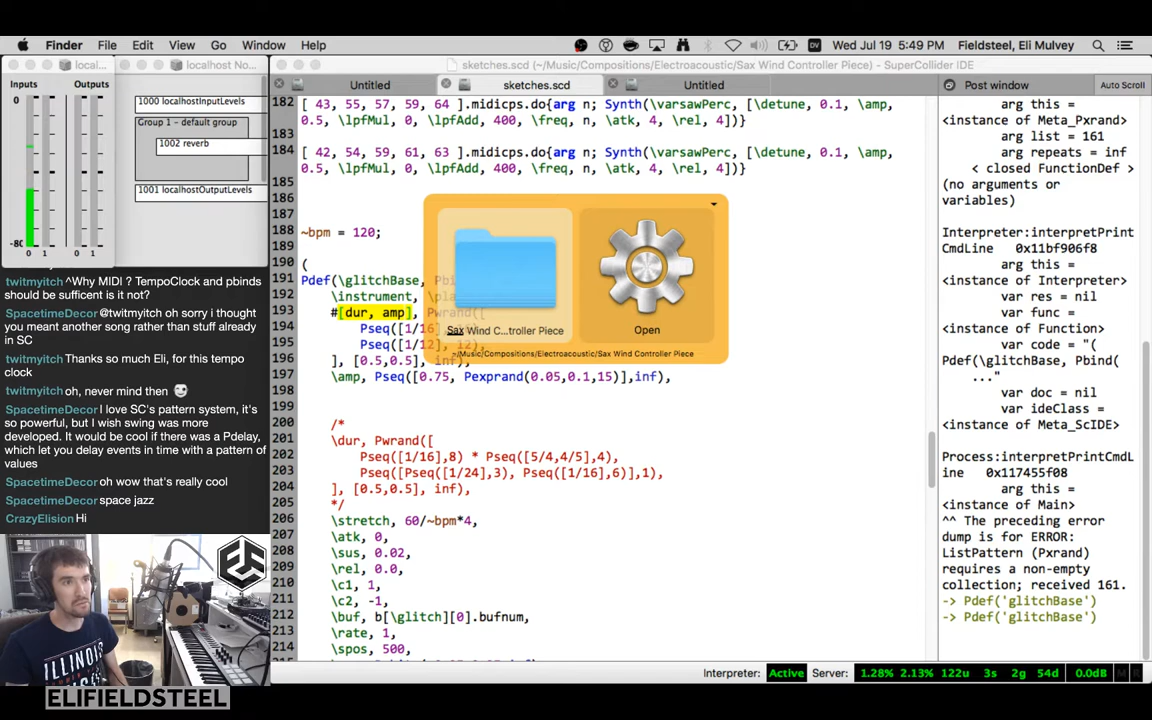 Finder File Edit View Go Window Help
DV Wed Jul 19 5:49 PM Fieldsteel, Eli Mulvey
local...
localhost No...
sketches.scd (~/Music/Compositions/Electroacoustic/Sax Wind Controller Piece) - SuperCollider IDE
Untitled
sketches.scd
Untitled
Post window
Auto Scroll
Inputs Outputs
0
0 1 0 1
1000 localhostInputLevels
Group 1 - default group
1002 reverb
1001 localhostOutputLevels
twitmyitch ^Why MIDI ? TempoClock and pbinds
should be sufficent is it not?
SpacetimeDecor @twitmyitch oh sorry i thought
you meant another song rather than stuff already
in SC
twitmyitch Thanks so much Eli, for this tempo
clock
twitmyitch oh, never mind then
SpacetimeDecor I love SC's pattern system, it's
so powerful, but I wish swing was more
developed. It would be cool if there was a Pdelay,
which let you delay events in time with a pattern of
values
SpacetimeDecor oh wow that's really cool
SpacetimeDecor space jazz
CrazyElision Hi
182 [ 43, 55, 57, 59, 64 ].midicps.do{arg n; Synth(\varsawPerc, [\detune, 0.1, \amp,
0.5, \lpfMul, 0, \lpfAdd, 400, \freq, n, \atk, 4, \rel, 4])}
183
184 [ 42, 54, 59, 61, 63 ].midicps.do{arg n; Synth(\varsawPerc, [\detune, 0.1, \amp,
0.5, \lpfMul, 0, \lpfAdd, 400, \freq, n, \atk, 4, \rel, 4])}
185
186
187
188 ~bpm = 120;
189
190 (
191 Pdef(\glitchBase,
192 \instrument,
193 #[dur, amp],
194 Pseq([1/16]
195 Pseq([1/12], 12),
196 ], [0.5,0.5], inf),
197 \amp, Pseq([0.75, Pexprand(0.05,0.1,15)],inf),
198
199
200 /*
201 \dur, Pwrand([
202 Pseq([1/16],8) * Pseq([5/4,4/5],4),
203 Pseq([Pseq([1/24],3), Pseq([1/16],6)],1),
204 ], [0.5,0.5], inf),
205 */
206 \stretch, 60/~bpm*4,
207 \atk, 0,
208 \sus, 0.02,
209 \rel, 0.0,
210 \c1, 1,
211 \c2, -1,
212 \buf, b[\glitch][0].bufnum,
213 \rate, 1,
214 \spos, 500,
Sax Wind C...troller Piece
Open
~/Music/Compositions/Electroacoustic/Sax Wind Controller Piece
arg this =
<instance of Meta_Pxrand>
arg list = 161
arg repeats = inf
< closed FunctionDef >
(no arguments or
variables)
Interpreter:interpretPrint
CmdLine 0x11bf906f8
arg this =
<instance of Interpreter>
var res = nil
var func =
<instance of Function>
var code = "(
Pdef(\glitchBase, Pbind(
..."
var doc = nil
var ideClass =
<instance of Meta_ScIDE>
Process:interpretPrintCmdL
ine 0x117455f08
arg this =
<instance of Main>
^^ The preceding error
dump is for ERROR:
ListPattern (Pxrand)
requires a non-empty
collection; received 161.
-> Pdef('glitchBase')
-> Pdef('glitchBase')
Interpreter: Active Server: 1.28% 2.13% 122u 3s 2g 54d 0.0dB M R
ILLINOIS
ELIFIELDSTEEL